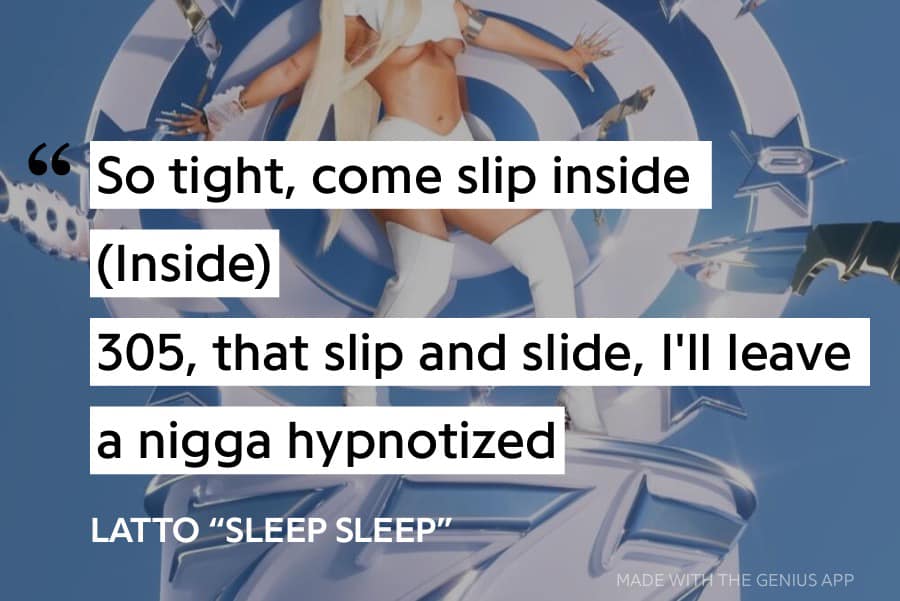 “
So tight, come slip inside
(Inside)
305, that slip and slide, I'll leave
a nigga hypnotized
LATTO “SLEEP SLEEP”
MADE WITH THE GENIUS APP